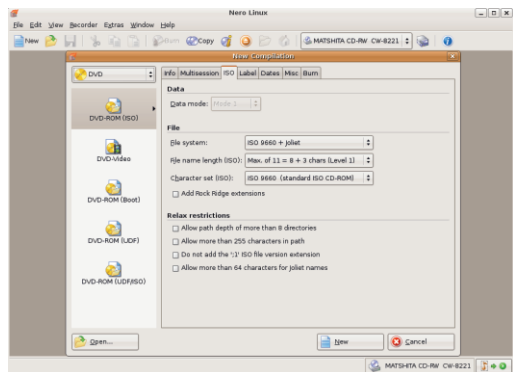 Nero Linux
File Edit View Recorder Extras Window Help
New Return Copy MATSHITA CD-RW CW-8221
New Compilation
DVD
Info Multisession ISO Label Dates Misc Burn
Data
Data mode: Mode 1
DVD-ROM (ISO)
File
File system: ISO 9660 + Joliet
DVD-Video
File name length (ISO): Max. of 11 = 8 + 3 chars (Level 1)
Character set (ISO): ISO 9660 (standard ISO CD-ROM)
Add Rock Ridge extensions
DVD-ROM (Boot)
Relax restrictions
Allow path depth of more than 8 directories
DVD-ROM (UDF)
Allow more than 255 characters in path
Do not add the ';1' ISO file version extension
Allow more than 64 characters for Joliet names
DVD-ROM (UDF/ISO)
Open... New Cancel
MATSHITA CD-RW CW-8221